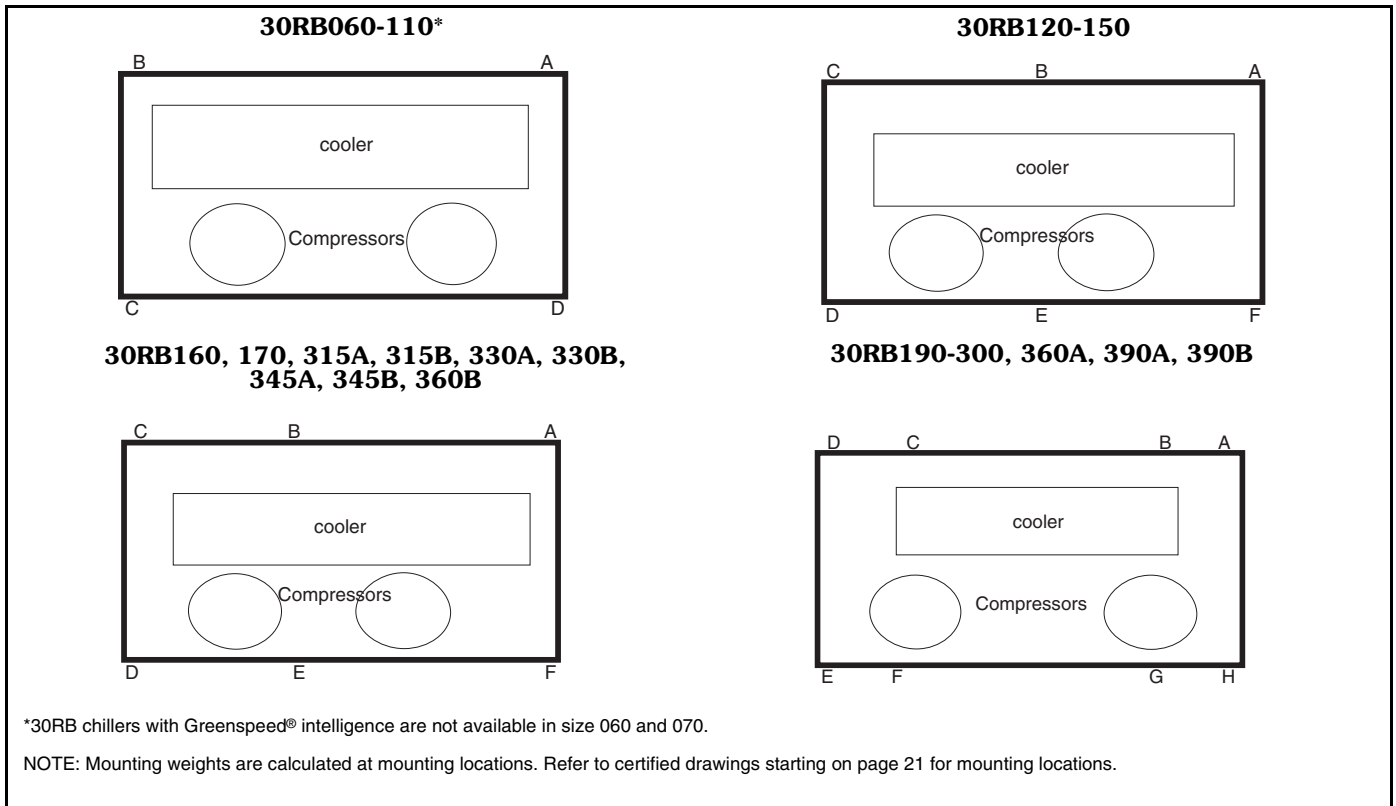 30RB060-110*
B A
cooler
Compressors
C D
30RB120-150
C B A
cooler
Compressors
D E F
30RB160, 170, 315A, 315B, 330A, 330B,
345A, 345B, 360B
C B A
cooler
Compressors
D E F
30RB190-300, 360A, 390A, 390B
D C B A
cooler
Compressors
E F G H
*30RB chillers with Greenspeed® intelligence are not available in size 060 and 070.
NOTE: Mounting weights are calculated at mounting locations. Refer to certified drawings starting on page 21 for mounting locations.